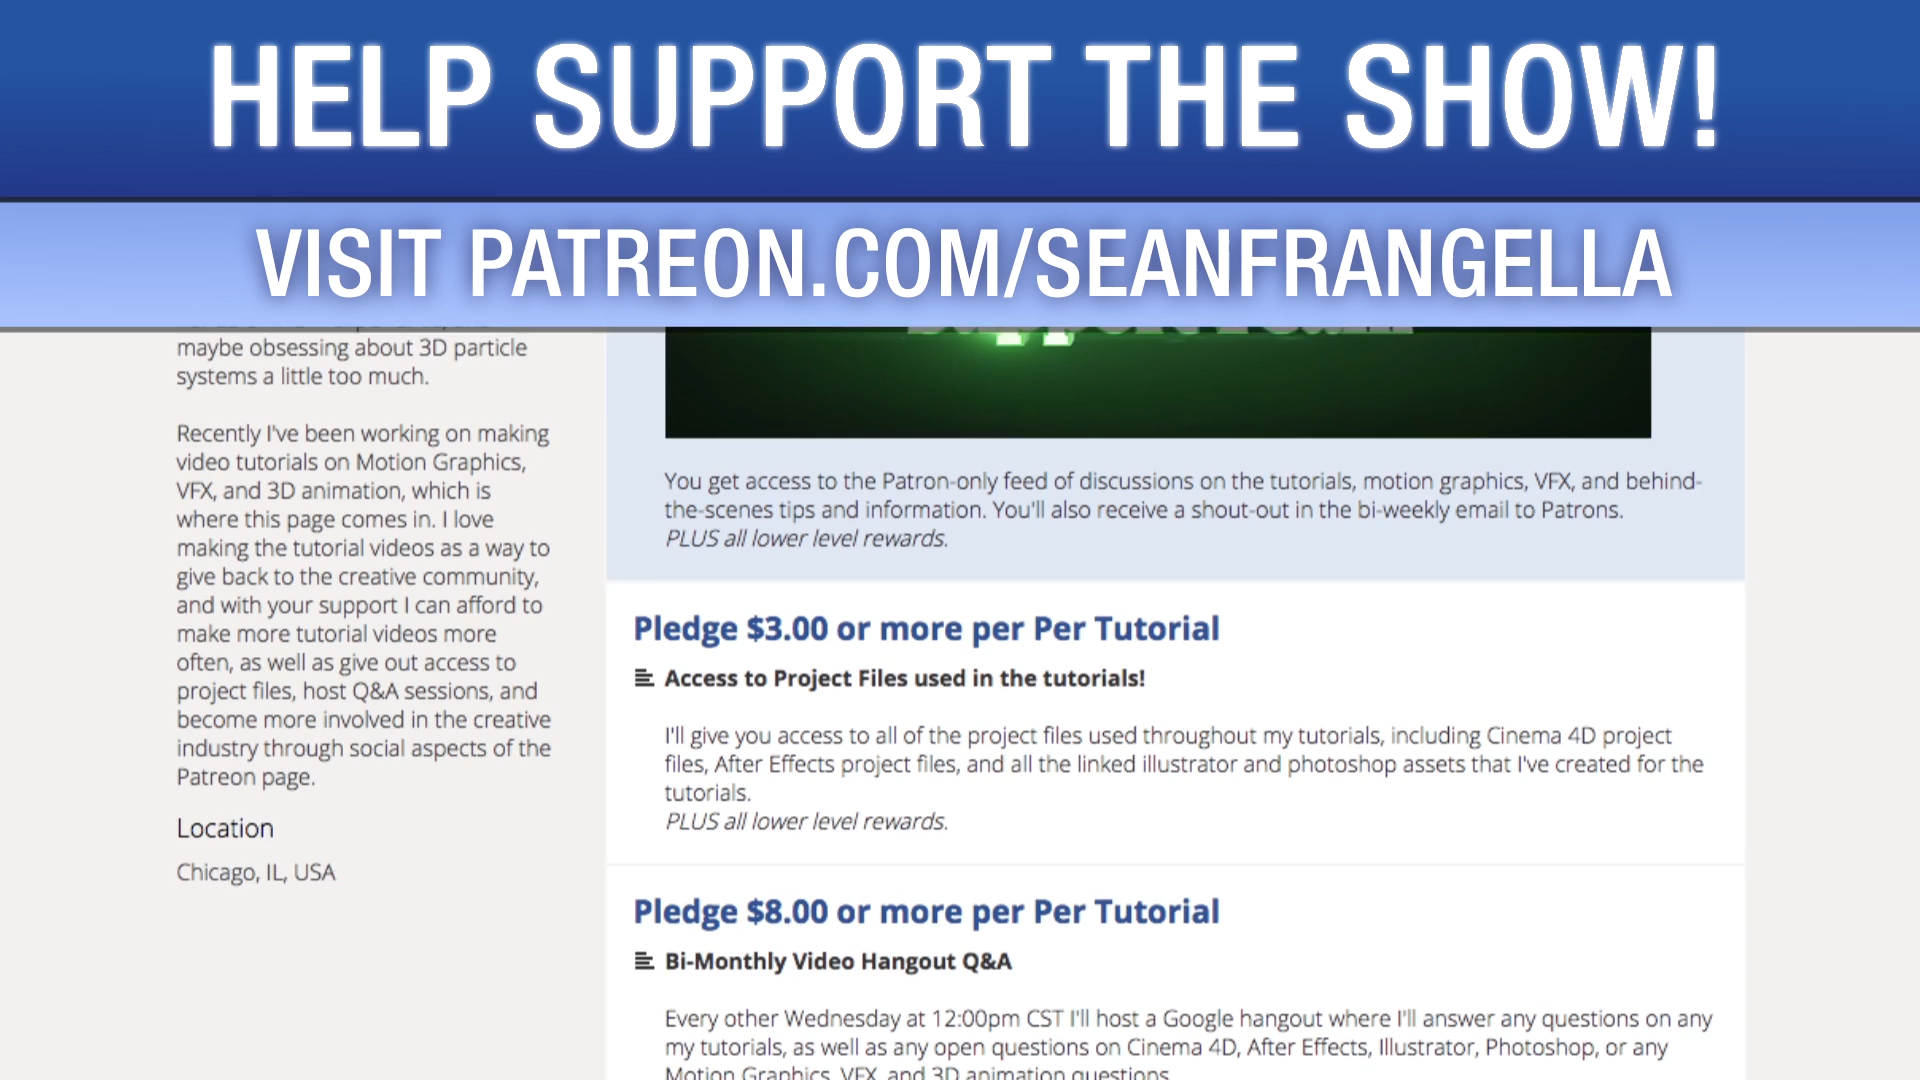 HELP SUPPORT THE SHOW!
VISIT PATREON.COM/SEANFRANGELLA
maybe obsessing about 3D particle
systems a little too much.
Recently I've been working on making
video tutorials on Motion Graphics,
VFX, and 3D animation, which is
where this page comes in. I love
making the tutorial videos as a way to
give back to the creative community,
and with your support I can afford to
make more tutorial videos more
often, as well as give out access to
project files, host Q&A sessions, and
become more involved in the creative
industry through social aspects of the
Patreon page.
Location
Chicago, IL, USA
You get access to the Patron-only feed of discussions on the tutorials, motion graphics, VFX, and behind-
the-scenes tips and information. You'll also receive a shout-out in the bi-weekly email to Patrons.
PLUS all lower level rewards.
Pledge $3.00 or more per Per Tutorial
Access to Project Files used in the tutorials!
I'll give you access to all of the project files used throughout my tutorials, including Cinema 4D project
files, After Effects project files, and all the linked illustrator and photoshop assets that I've created for the
tutorials.
PLUS all lower level rewards.
Pledge $8.00 or more per Per Tutorial
Bi-Monthly Video Hangout Q&A
Every other Wednesday at 12:00pm CST I'll host a Google hangout where I'll answer any questions on any
my tutorials, as well as any open questions on Cinema 4D, After Effects, Illustrator, Photoshop, or any
Motion Graphics, VFX, and 3D animation questions.